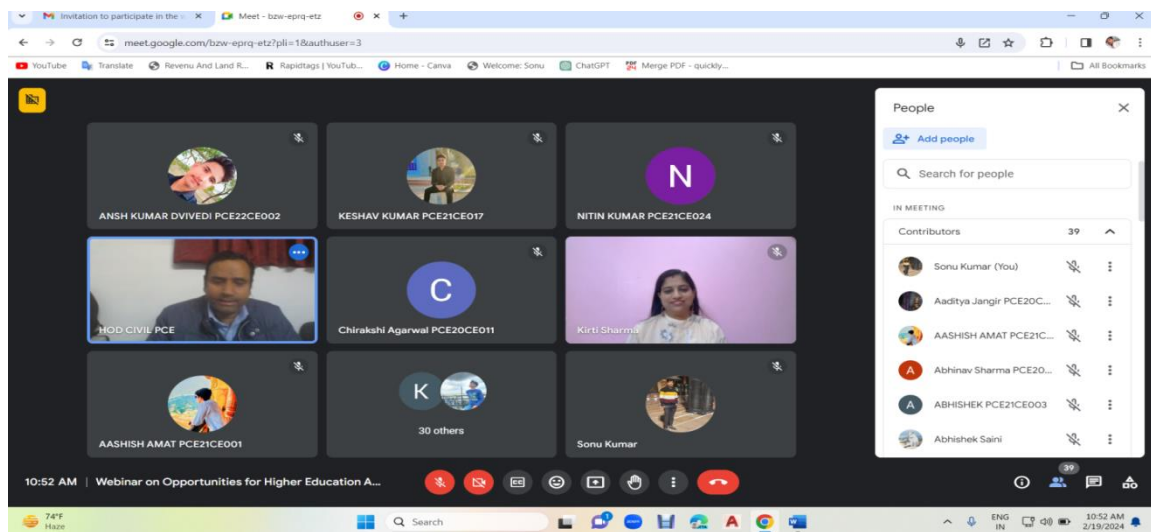 Invitation to participate in the
Meet - bzw-eprq-etz
meet.google.com/bzw-eprq-etz?pli=1&authuser=3
YouTube Translate Revenu And Land R... Rapidtags | YouTub... Home - Canva Welcome: Sonu ChatGPT Merge PDF - quickly... All Bookmarks
ANSH KUMAR DVIVEDI PCE22CE002
KESHAV KUMAR PCE21CE017
N
NITIN KUMAR PCE21CE024
HOD CIVIL PCE
C
Chirakshi Agarwal PCE20CE011
Kirti Sharma
AASHISH AMAT PCE21CE001
K
30 others
Sonu Kumar
People
Add people
Search for people
IN MEETING
Contributors 39
Sonu Kumar (You)
Aaditya Jangir PCE20C...
AASHISH AMAT PCE21C...
A
Abhinav Sharma PCE20...
A
ABHISHEK PCE21CE003
Abhishek Saini
10:52 AM | Webinar on Opportunities for Higher Education A...
39
74°F
Haze
Search
ENG
IN
10:52 AM
2/19/2024